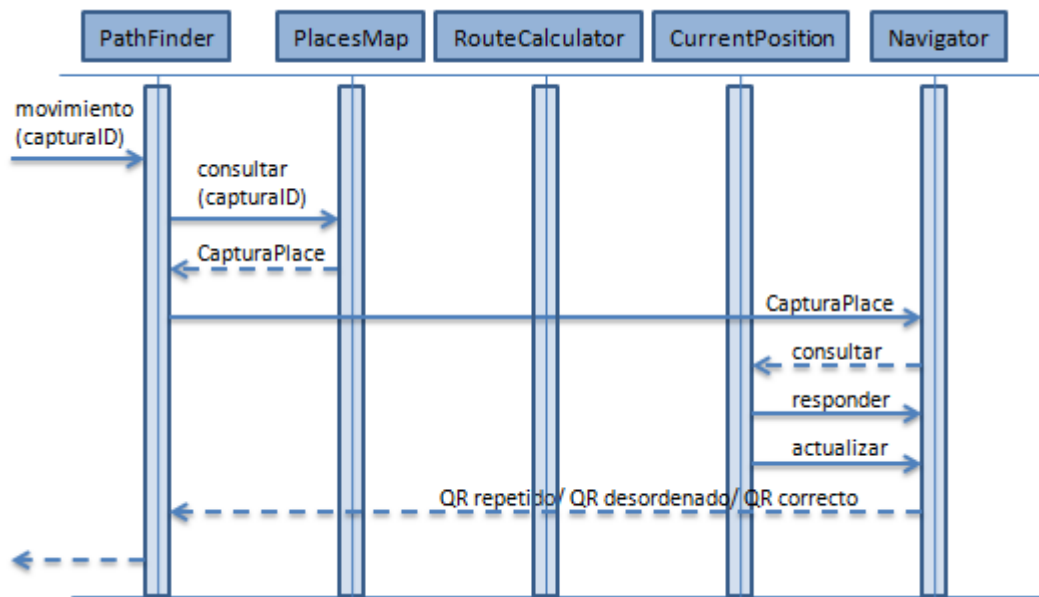 PathFinder
PlacesMap
RouteCalculator
CurrentPosition
Navigator
movimiento
(capturaID)
consultar
(capturaID)
CapturaPlace
CapturaPlace
consultar
responder
actualizar
QR repetido/ QR desordenado/ QR correcto